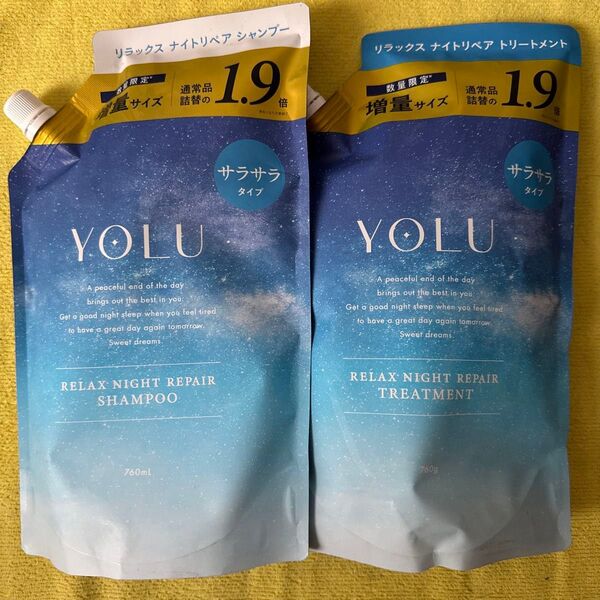 リラックス ナイトリペア シャンプー
数量限定*
増量サイズ
通常品
詰替の
1.9倍
サラサラ
タイプ
YOLU
A peaceful end of the day
brings out the best in you.
Get a good night sleep when you feel tired
to have a great day again tomorrow.
Sweet dreams.
RELAX NIGHT REPAIR
SHAMPOO
760mL
リラックス ナイトリペア トリートメント
数量限定*
増量サイズ
通常品
詰替の
1.9倍
サラサラ
タイプ
YOLU
A peaceful end of the day
brings out the best in you.
Get a good night sleep when you feel tired
to have a great day again tomorrow.
Sweet dreams.
RELAX NIGHT REPAIR
TREATMENT
760g